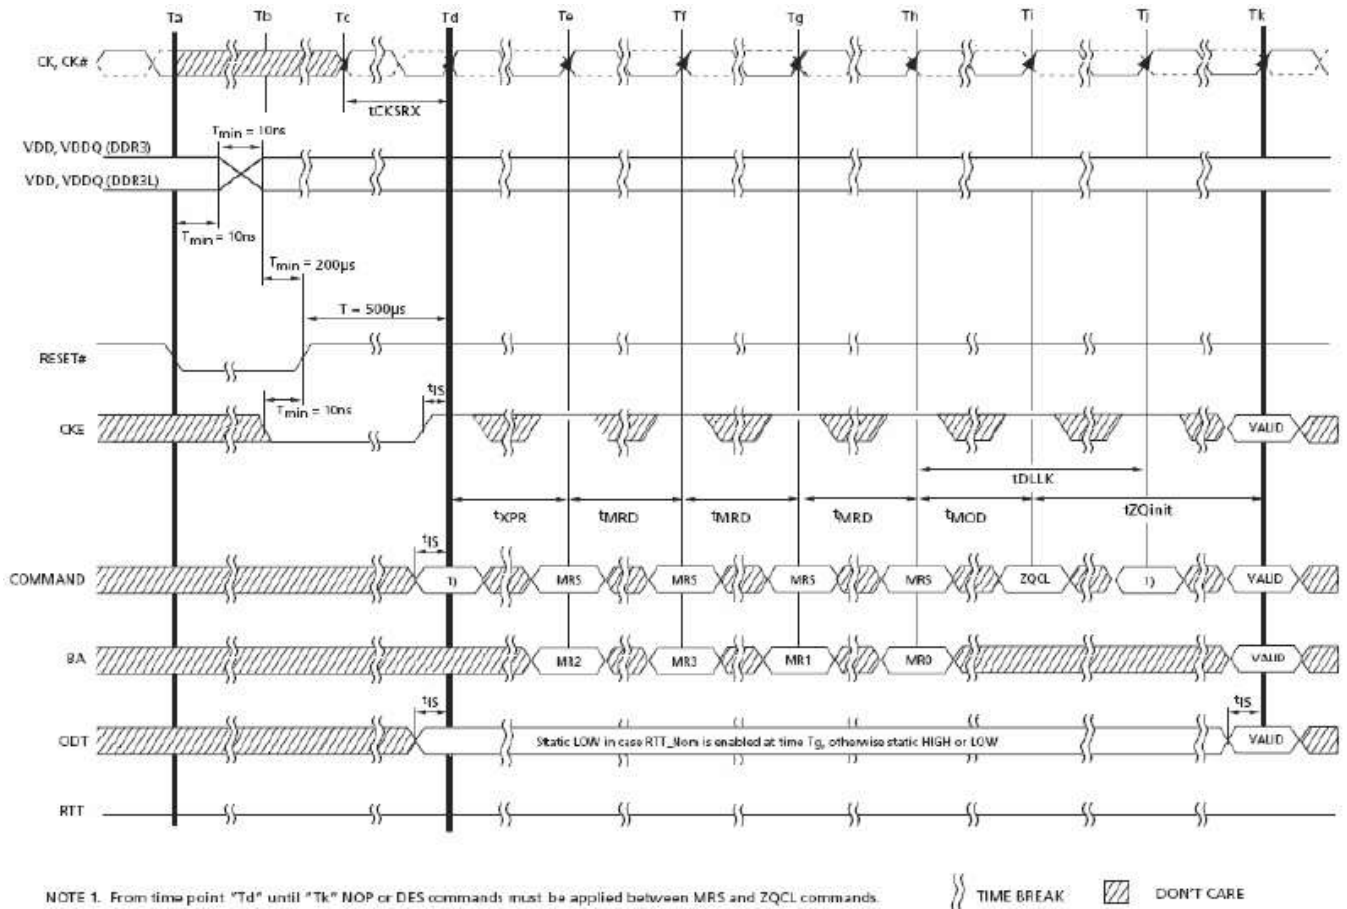 Ta Tb Tc Td Te Tf Tg Th Ti Tj Tk
CK, CK#
tCKSRX
Tmin = 10ns
VDD, VDDQ (DDR3)
VDD, VDDQ (DDR3L)
Tmin = 10ns
Tmin = 200µs
T = 500µs
RESET#
tIS
Tmin = 10ns
CKE
VALID
tDLLK
tXPR tMRD tMRD tMRD tMOD tZQinit
tIS
COMMAND 1) MRS MRS MRS MRS ZQCL 1) VALID
BA MR2 MR3 MR1 MR0 VALID
tIS tIS
ODT Static LOW in case RTT_Nom is enabled at time Tg, otherwise static HIGH or LOW VALID
RTT
NOTE 1. From time point "Td" until "Tk" NOP or DES commands must be applied between MRS and ZQCL commands.
TIME BREAK DON'T CARE